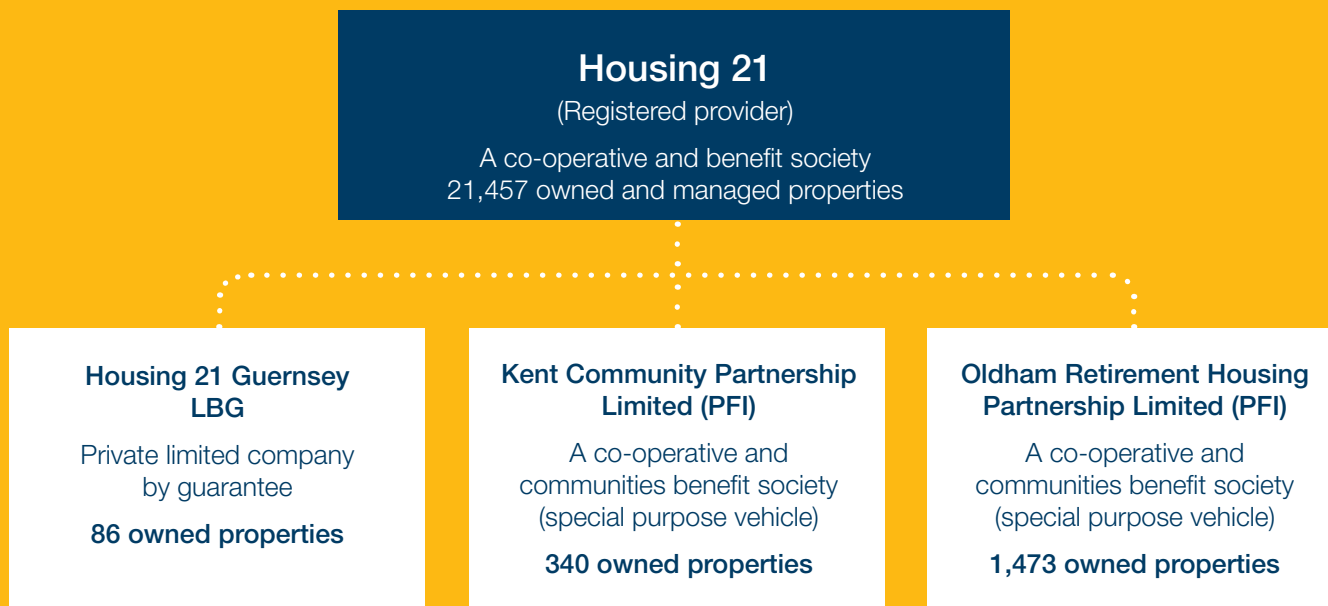 Housing 21
(Registered provider)
A co-operative and benefit society
21,457 owned and managed properties
Housing 21 Guernsey
LBG
Private limited company
by guarantee
86 owned properties
Kent Community Partnership
Limited (PFI)
A co-operative and
communities benefit society
(special purpose vehicle)
340 owned properties
Oldham Retirement Housing
Partnership Limited (PFI)
A co-operative and
communities benefit society
(special purpose vehicle)
1,473 owned properties